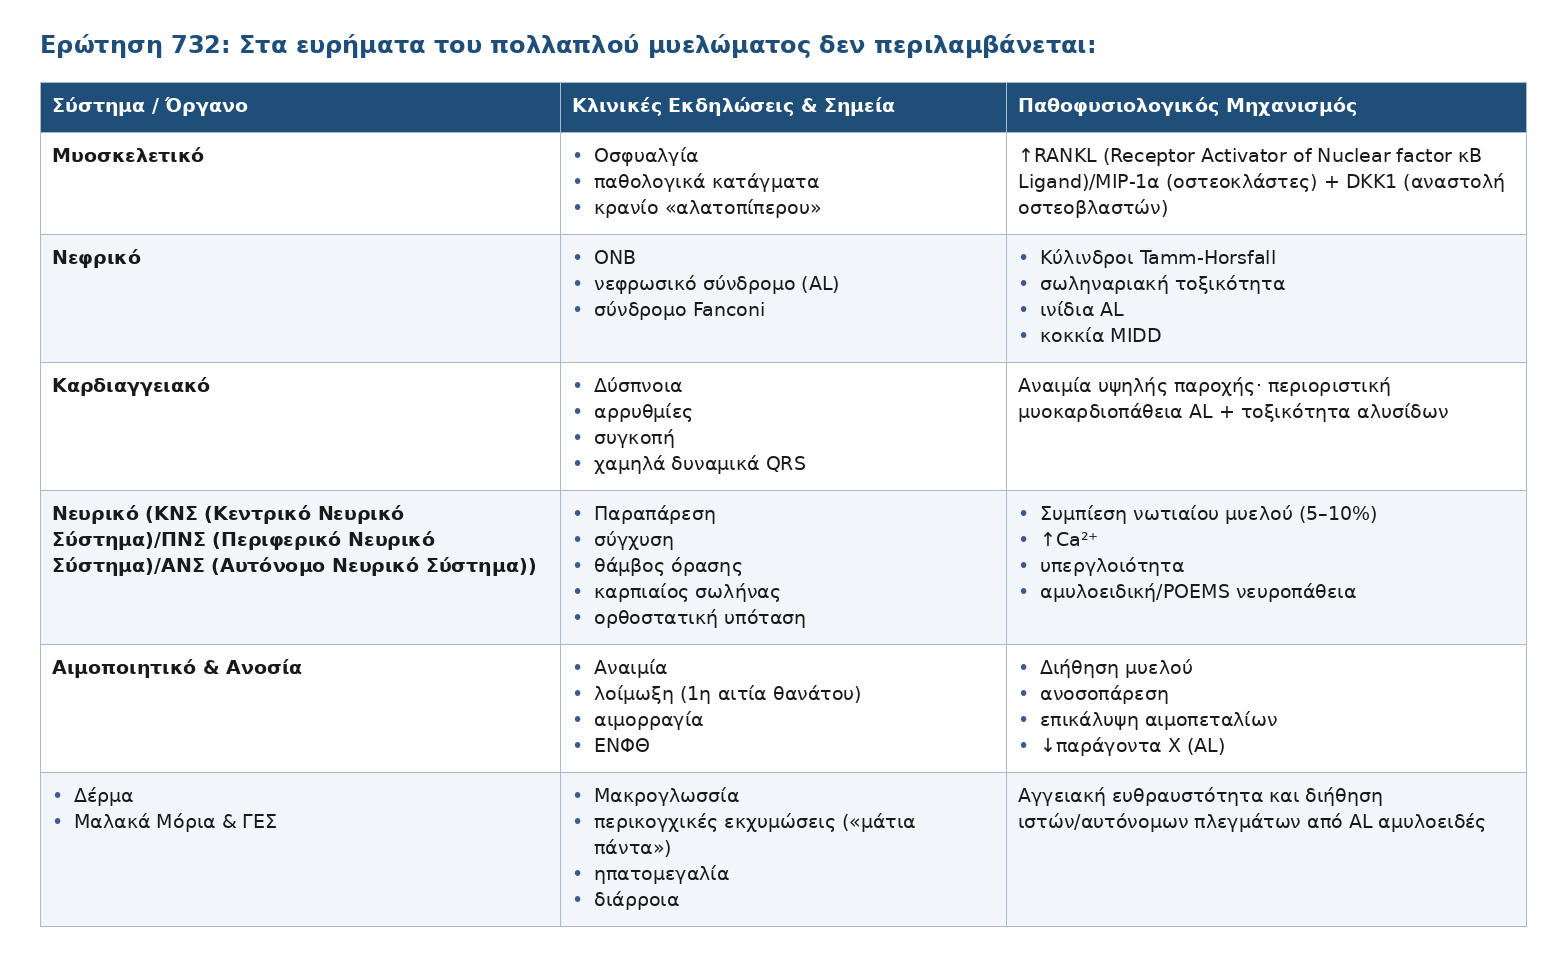 Ερώτηση 732: Στα ευρήματα του πολλαπλού μυελώματος δεν περιλαμβάνεται:
Σύστημα / Όργανο
Κλινικές Εκδηλώσεις & Σημεία
Παθοφυσιολογικός Μηχανισμός
Μυοσκελετικό
• Οσφυαλγία
• παθολογικά κατάγματα
• κρανίο «αλατοπίπερου»
↑RANKL (Receptor Activator of Nuclear factor κB
Ligand)/MIP-1α (οστεοκλάστες) + DKK1 (αναστολή
οστεοβλαστών)
Νεφρικό
• ΟΝΒ
• νεφρωσικό σύνδρομο (AL)
• σύνδρομο Fanconi
• Κύλινδροι Tamm-Horsfall
• σωληναριακή τοξικότητα
• ινίδια AL
• κοκκία MIDD
Καρδιαγγειακό
• Δύσπνοια
• αρρυθμίες
• συγκοπή
• χαμηλά δυναμικά QRS
Αναιμία υψηλής παροχής· περιοριστική
μυοκαρδιοπάθεια AL + τοξικότητα αλυσίδων
Νευρικό (ΚΝΣ (Κεντρικό Νευρικό
Σύστημα)/ΠΝΣ (Περιφερικό Νευρικό
Σύστημα)/ΑΝΣ (Αυτόνομο Νευρικό Σύστημα))
• Παραπάρεση
• σύγχυση
• θάμβος όρασης
• καρπιαίος σωλήνας
• ορθοστατική υπόταση
• Συμπίεση νωτιαίου μυελού (5–10%)
• ↑Ca²⁺
• υπεργλοιότητα
• αμυλοειδική/POEMS νευροπάθεια
Αιμοποιητικό & Ανοσία
• Αναιμία
• λοίμωξη (1η αιτία θανάτου)
• αιμορραγία
• ΕΝΦΘ
• Διήθηση μυελού
• ανοσοπάρεση
• επικάλυψη αιμοπεταλίων
• ↓παράγοντα X (AL)
• Δέρμα
• Μαλακά Μόρια & ΓΕΣ
• Μακρογλωσσία
• περικογχικές εκχυμώσεις («μάτια
πάντα»)
• ηπατομεγαλία
• διάρροια
Αγγειακή ευθραυστότητα και διήθηση
ιστών/αυτόνομων πλεγμάτων από AL αμυλοειδές